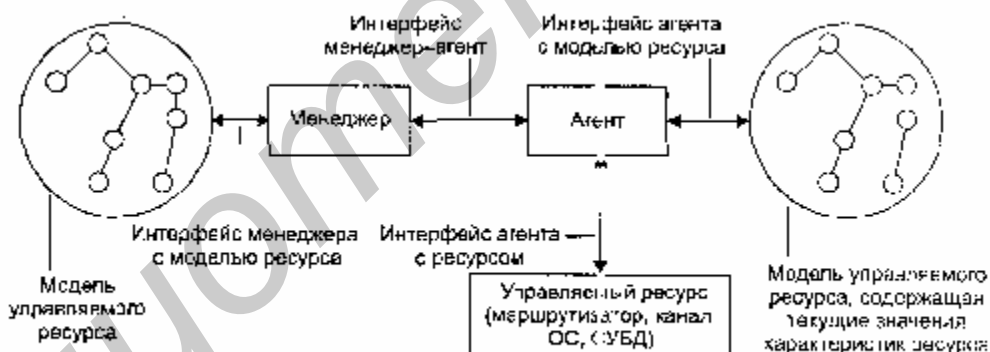 Интерфейс
менеджер-агент
Интерфейс агента
с моделью ресурса
Менеджер
Агент
Интерфейс менеджера
с моделью ресурса
Интерфейс агента
с ресурсом
Модель
управляемого
ресурса
Управляемый ресурс
(маршрутизатор, канал
ОС, СУБД)
Модель управляемого
ресурса, содержащая
текущие значения
характеристик ресурса